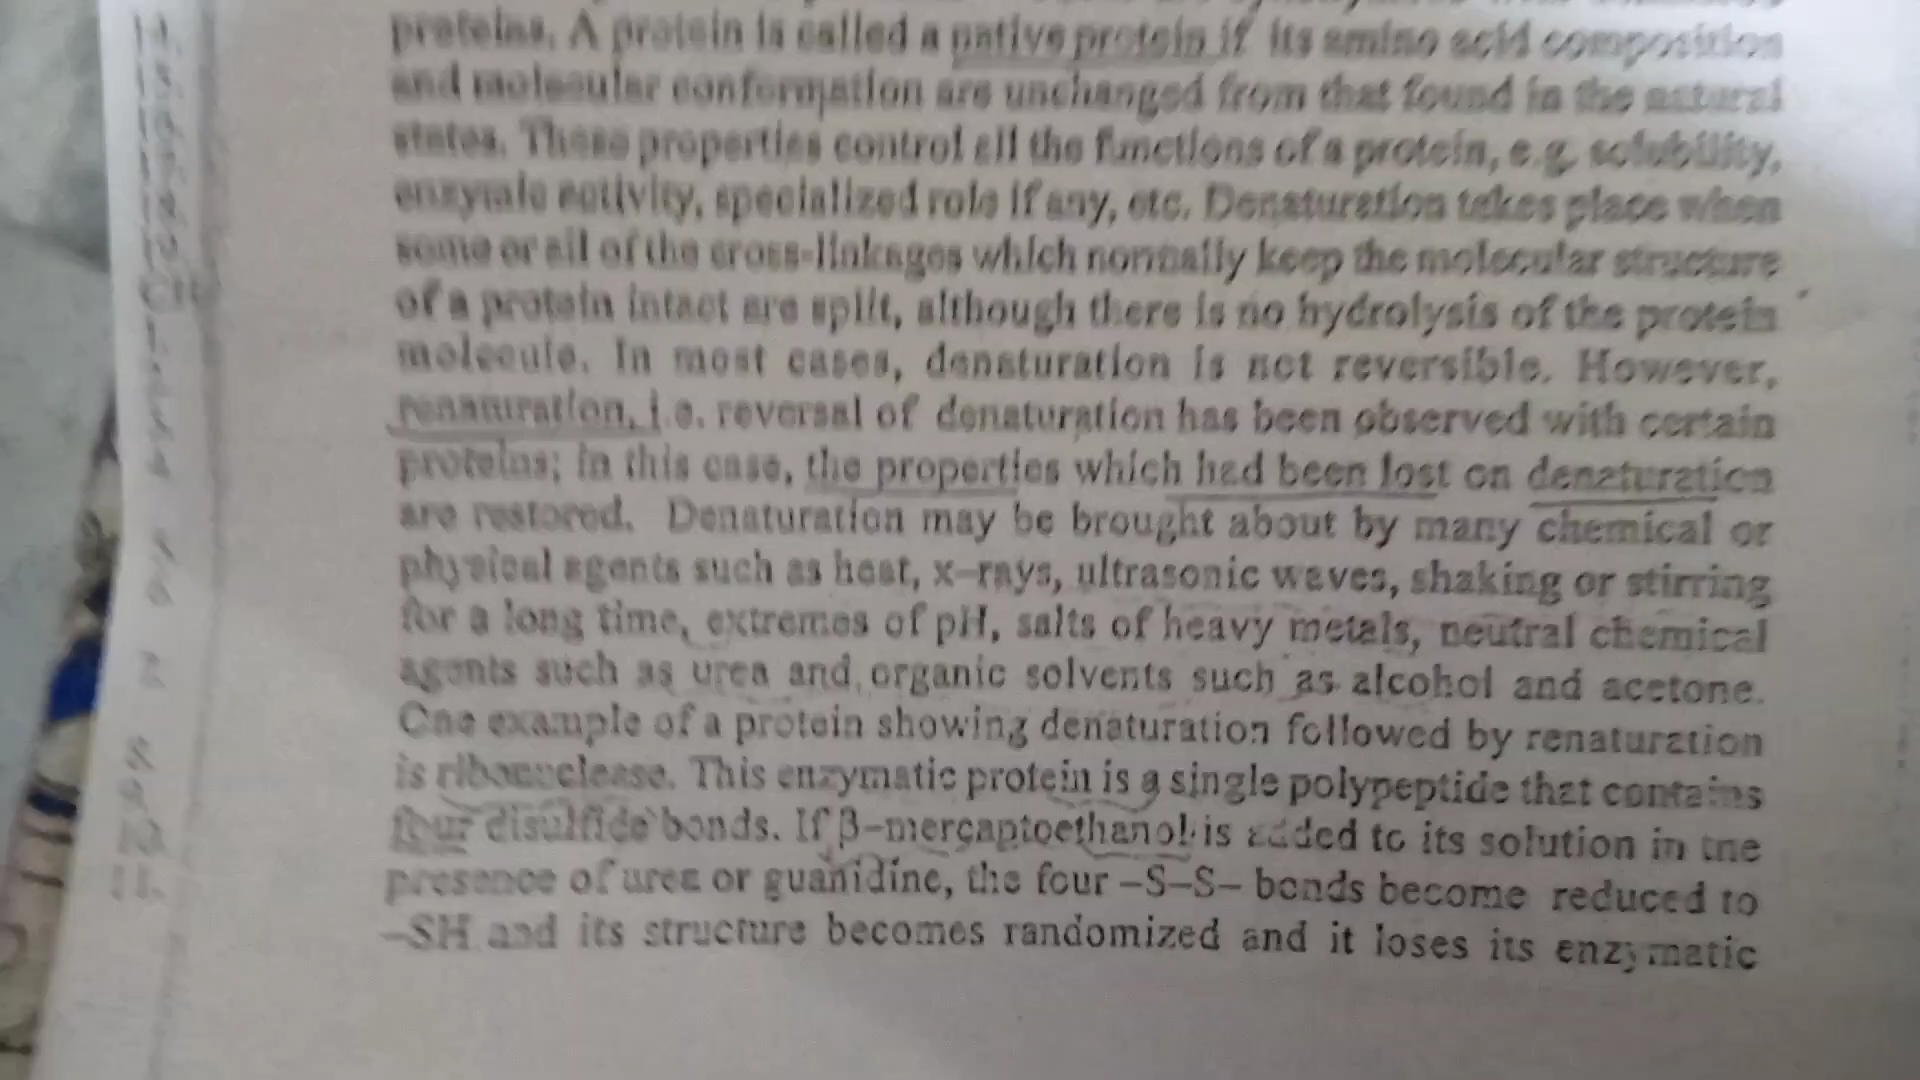 proteins. A protein is called a native protein if its amino acid composition
and molecular conformation are unchanged from that found in the natural
states. These properties control all the functions of a protein, e.g. solubility,
enzymic activity, specialized role if any, etc. Denaturation takes place when
some or all of the cross-linkages which normally keep the molecular structure
of a protein intact are split, although there is no hydrolysis of the protein
molecule. In most cases, denaturation is not reversible. However,
renaturation, i.e. reversal of denaturation has been observed with certain
proteins; in this case, the properties which had been lost on denaturation
are restored. Denaturation may be brought about by many chemical or
physical agents such as heat, x-rays, ultrasonic waves, shaking or stirring
for a long time, extremes of pH, salts of heavy metals, neutral chemical
agents such as urea and organic solvents such as alcohol and acetone.
One example of a protein showing denaturation followed by renaturation
is ribonuclease. This enzymatic protein is a single polypeptide that contains
four disulfide bonds. If β-mercaptoethanol is added to its solution in the
presence of urea or guanidine, the four –S–S– bonds become reduced to
–SH and its structure becomes randomized and it loses its enzymatic